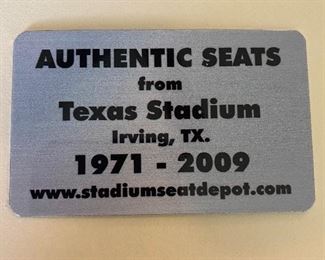 AUTHENTIC SEATS
from
Texas Stadium
Irving, TX.
1971 - 2009
www.stadiumseatdepot.com